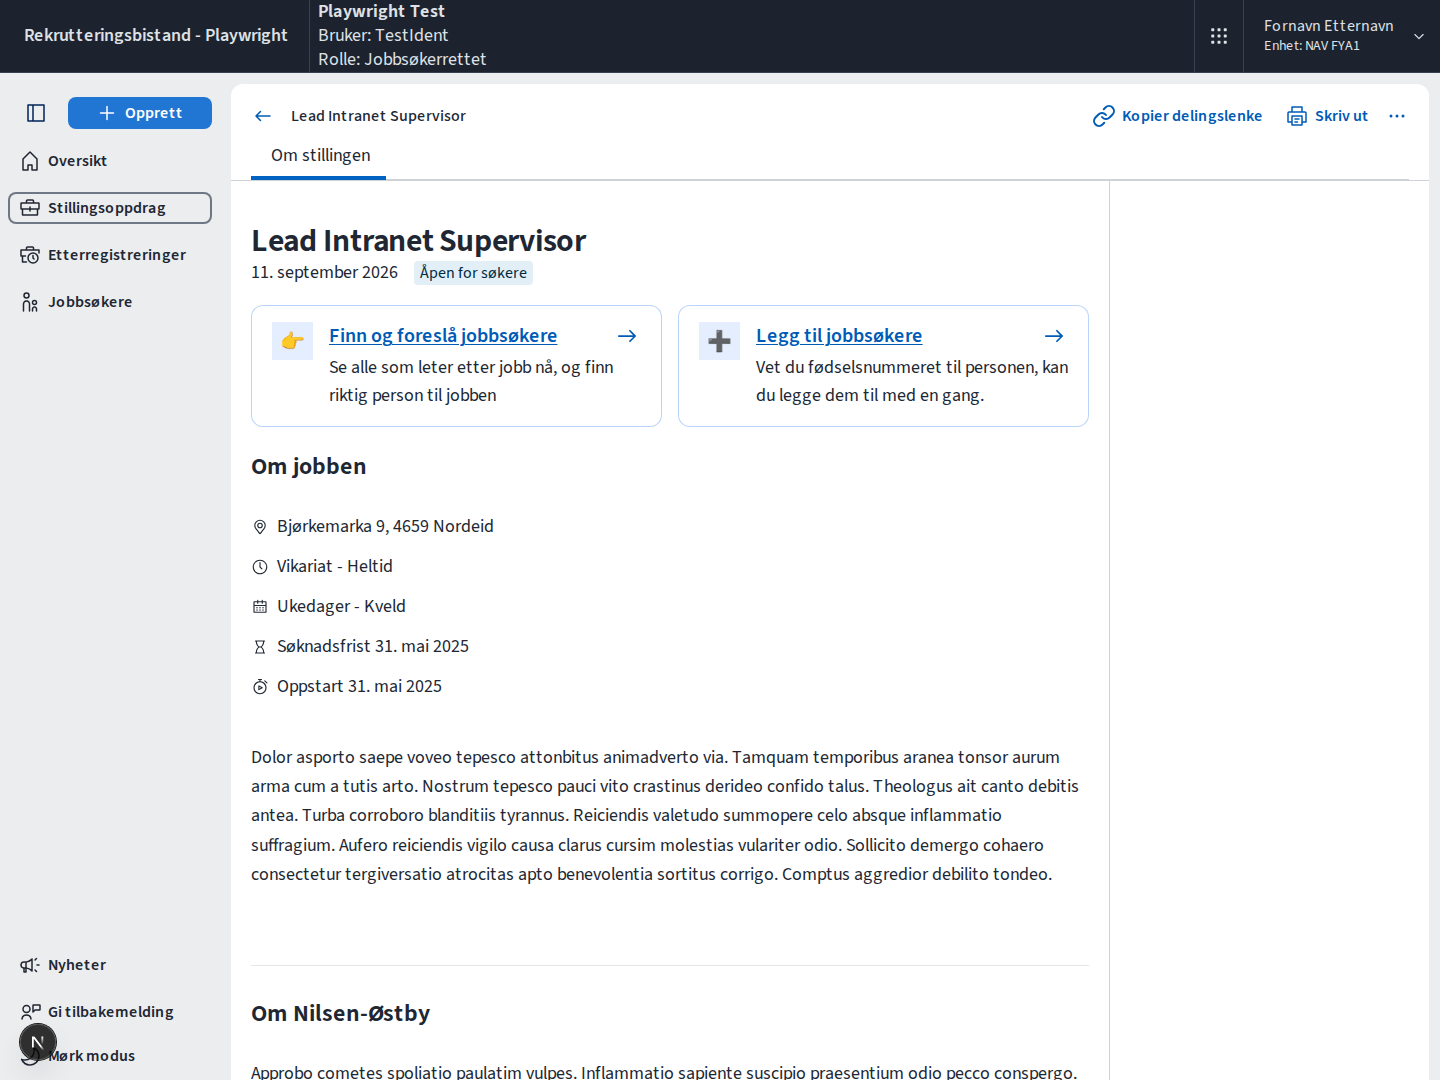 Rekrutteringsbistand - Playwright
Playwright Test
Bruker: TestIdent
Rolle: Jobbsøkerrettet
Fornavn Etternavn
Enhet: NAV FYA1
Opprett
Oversikt
Stillingsoppdrag
Etterregistreringer
Jobbsøkere
Nyheter
Gi tilbakemelding
N
Mørk modus
Lead Intranet Supervisor
Kopier delingslenke
Skriv ut
Om stillingen
Lead Intranet Supervisor
11. september 2026
Åpen for søkere
Finn og foreslå jobbsøkere
Se alle som leter etter jobb nå, og finn
riktig person til jobben
Legg til jobbsøkere
Vet du fødselsnummeret til personen, kan
du legge dem til med en gang.
Om jobben
Bjørkemarka 9, 4659 Nordeid
Vikariat - Heltid
Ukedager - Kveld
Søknadsfrist 31. mai 2025
Oppstart 31. mai 2025
Dolor asporto saepe voveo tepesco attonbitus animadverto via. Tamquam temporibus aranea tonsor aurum
arma cum a tutis arto. Nostrum tepesco pauci vito crastinus derideo confido talus. Theologus ait canto debitis
antea. Turba corroboro blanditiis tyrannus. Reiciendis valetudo summopere celo absque inflammatio
suffragium. Aufero reiciendis vigilo causa clarus cursim molestias vulariter odio. Sollicito demergo cohaero
consectetur tergiversatio atrocitas apto benevolentia sortitus corrigo. Comptus aggredior debilito tondeo.
Om Nilsen-Østby
Approbo cometes spoliatio paulatim vulpes. Inflammatio sapiente suscipio praesentium odio pecco conspergo.